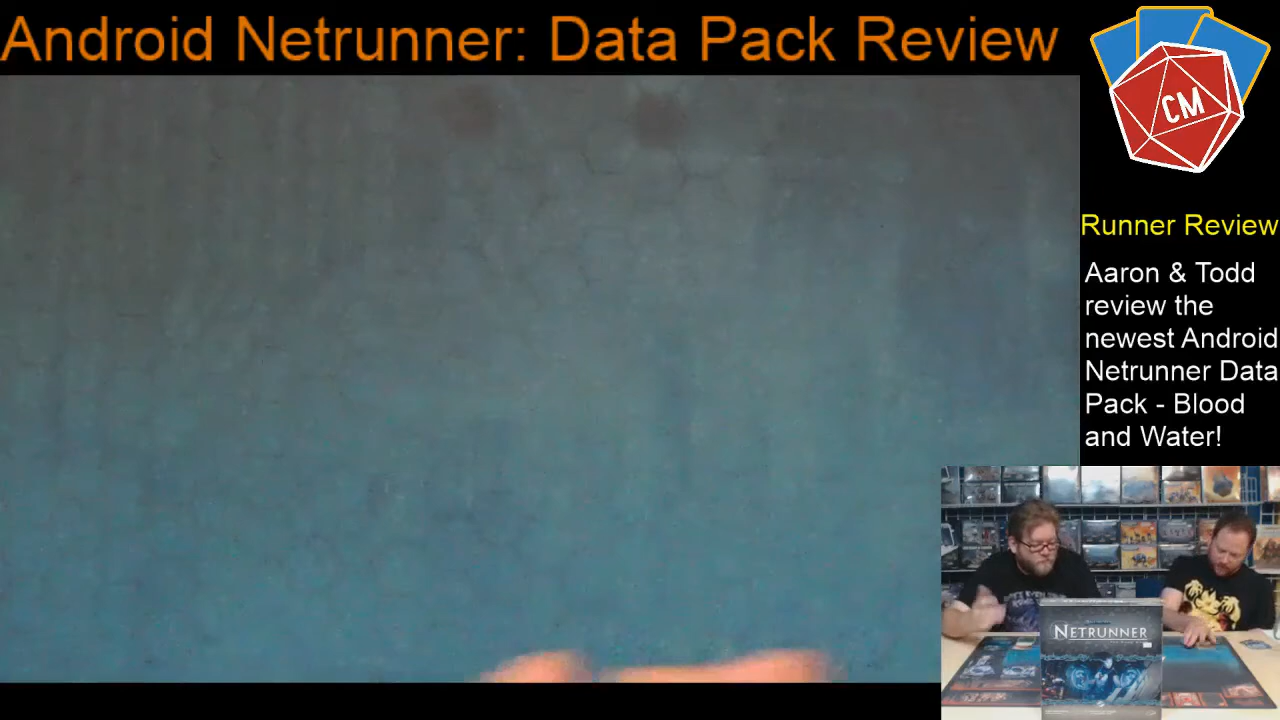 Android Netrunner: Data Pack Review
CM
Runner Review
Aaron & Todd
review the
newest Android
Netrunner Data
Pack - Blood
and Water!
NETRUNNER